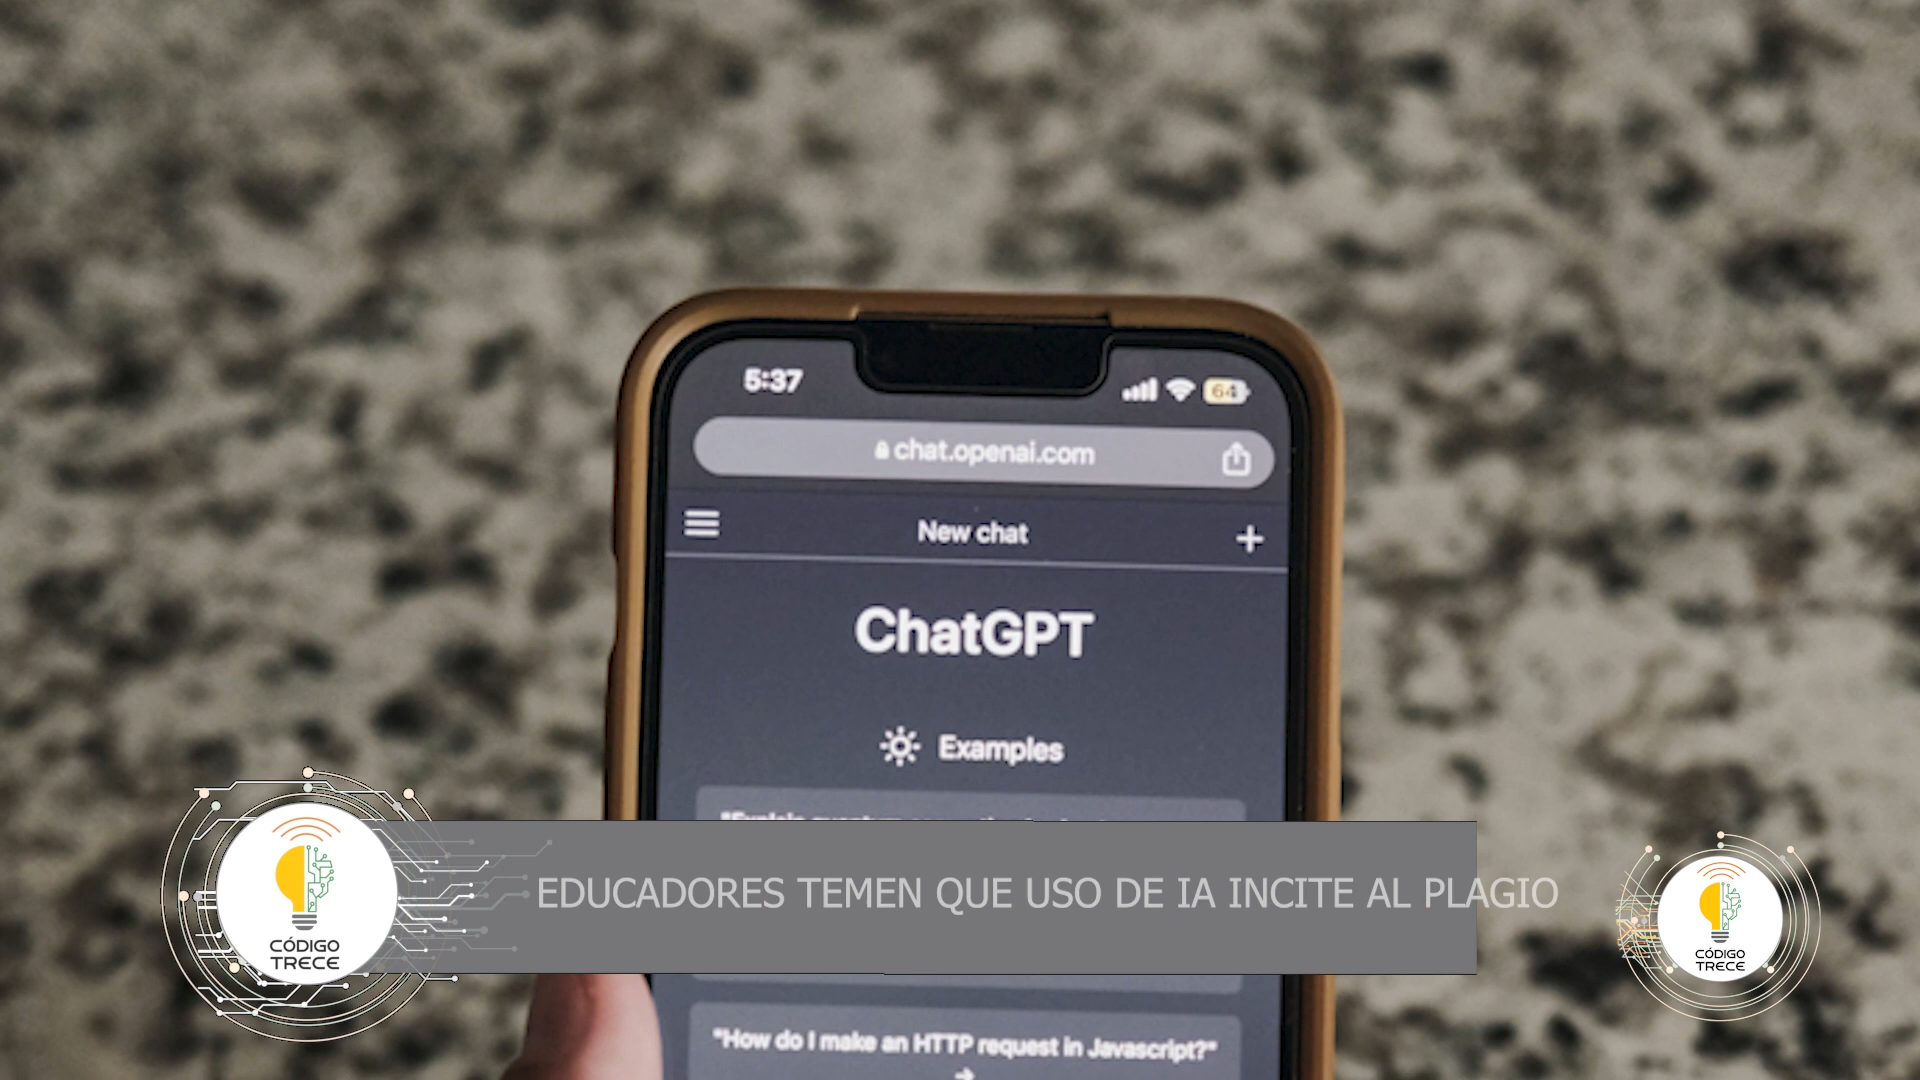 5:37
64
chat.openai.com
New chat
ChatGPT
Examples
EDUCADORES TEMEN QUE USO DE IA INCITE AL PLAGIO
CÓDIGO
TRECE
CÓDIGO
TRECE
"How do I make an HTTP request in Javascript?"